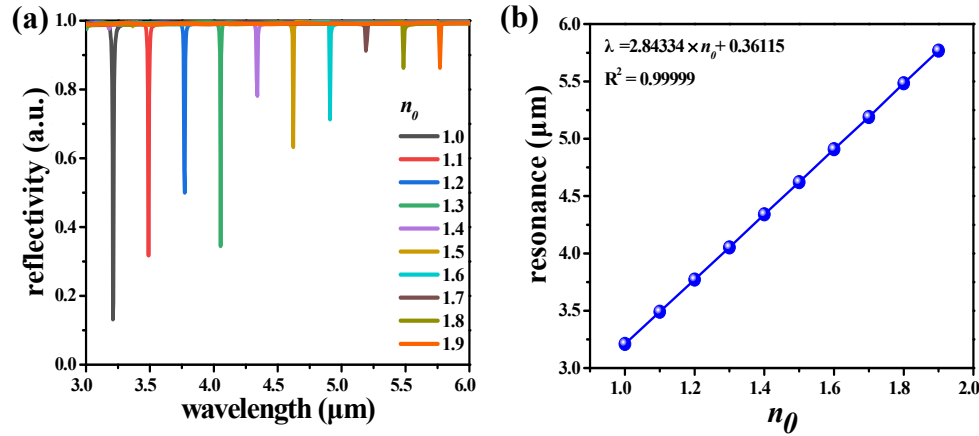 (a)
1.0
0.8
0.6
0.4
0.2
0.0
reflectivity (a.u.)
3.0 3.5 4.0 4.5 5.0 5.5 6.0
wavelength (μm)
n0
1.0
1.1
1.2
1.3
1.4
1.5
1.6
1.7
1.8
1.9
(b)
6.0
5.5
5.0
4.5
4.0
3.5
3.0
resonance (μm)
λ =2.84334 × n0 + 0.36115
R² = 0.99999
1.0 1.2 1.4 1.6 1.8 2.0
n0